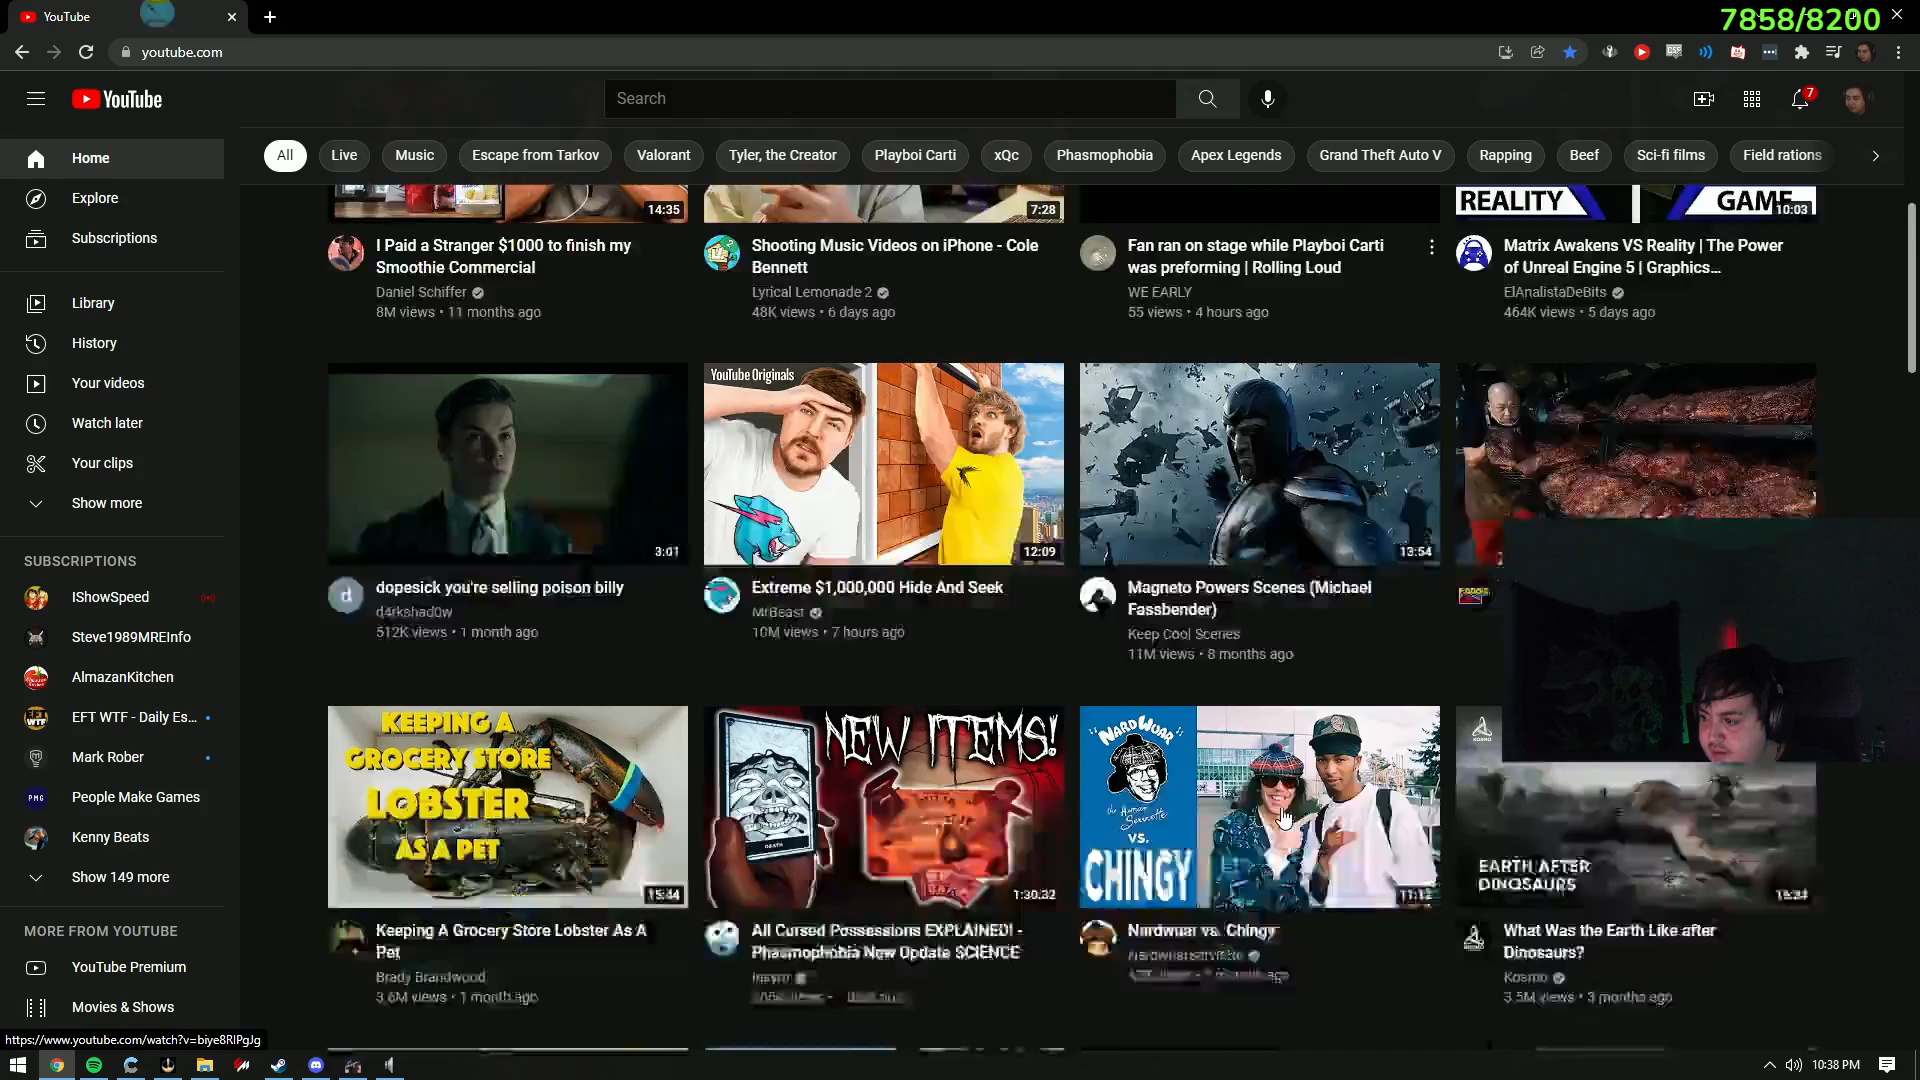 YouTube
7858/8200
youtube.com
YouTube
Search
7
Home
Explore
Subscriptions
Library
History
Your videos
Watch later
Your clips
Show more
SUBSCRIPTIONS
IShowSpeed
Steve1989MREInfo
AlmazanKitchen
EFT WTF - Daily Es...
Mark Rober
People Make Games
Kenny Beats
Show 149 more
MORE FROM YOUTUBE
YouTube Premium
Movies & Shows
All
Live
Music
Escape from Tarkov
Valorant
Tyler, the Creator
Playboi Carti
xQc
Phasmophobia
Apex Legends
Grand Theft Auto V
Rapping
Beef
Sci-fi films
Field rations
14:35
I Paid a Stranger $1000 to finish my
Smoothie Commercial
Daniel Schiffer
8M views • 11 months ago
7:28
Shooting Music Videos on iPhone - Cole
Bennett
Lyrical Lemonade 2
48K views • 6 days ago
Fan ran on stage while Playboi Carti
was preforming | Rolling Loud
WE EARLY
55 views • 4 hours ago
REALITY
GAME
10:03
Matrix Awakens VS Reality | The Power
of Unreal Engine 5 | Graphics...
ElAnalistaDeBits
464K views • 5 days ago
3:01
dopesick you're selling poison billy
d4rkshad0w
512K views • 1 month ago
YouTube Originals
12:09
Extreme $1,000,000 Hide And Seek
MrBeast
10M views • 7 hours ago
13:54
Magneto Powers Scenes (Michael
Fassbender)
Keep Cool Scenes
11M views • 8 months ago
KEEPING A
GROCERY STORE
LOBSTER
AS A PET
15:44
Keeping A Grocery Store Lobster As A
Pet
Brady Brandwood
3.6M views • 1 month ago
NEW ITEMS!
DEATH
1:30:32
All Cursed Possessions EXPLAINED! -
Phasmophobia New Update SCIENCE
Insym
NARDWUAR
the Human
Serviette
VS.
CHINGY
11:12
Nardwuar vs. Chingy
KOSMO
EARTH AFTER
DINOSAURS
What Was the Earth Like after
Dinosaurs?
Kosmo
3.5M views • 3 months ago
https://www.youtube.com/watch?v=biye8RIPgJg
10:38 PM